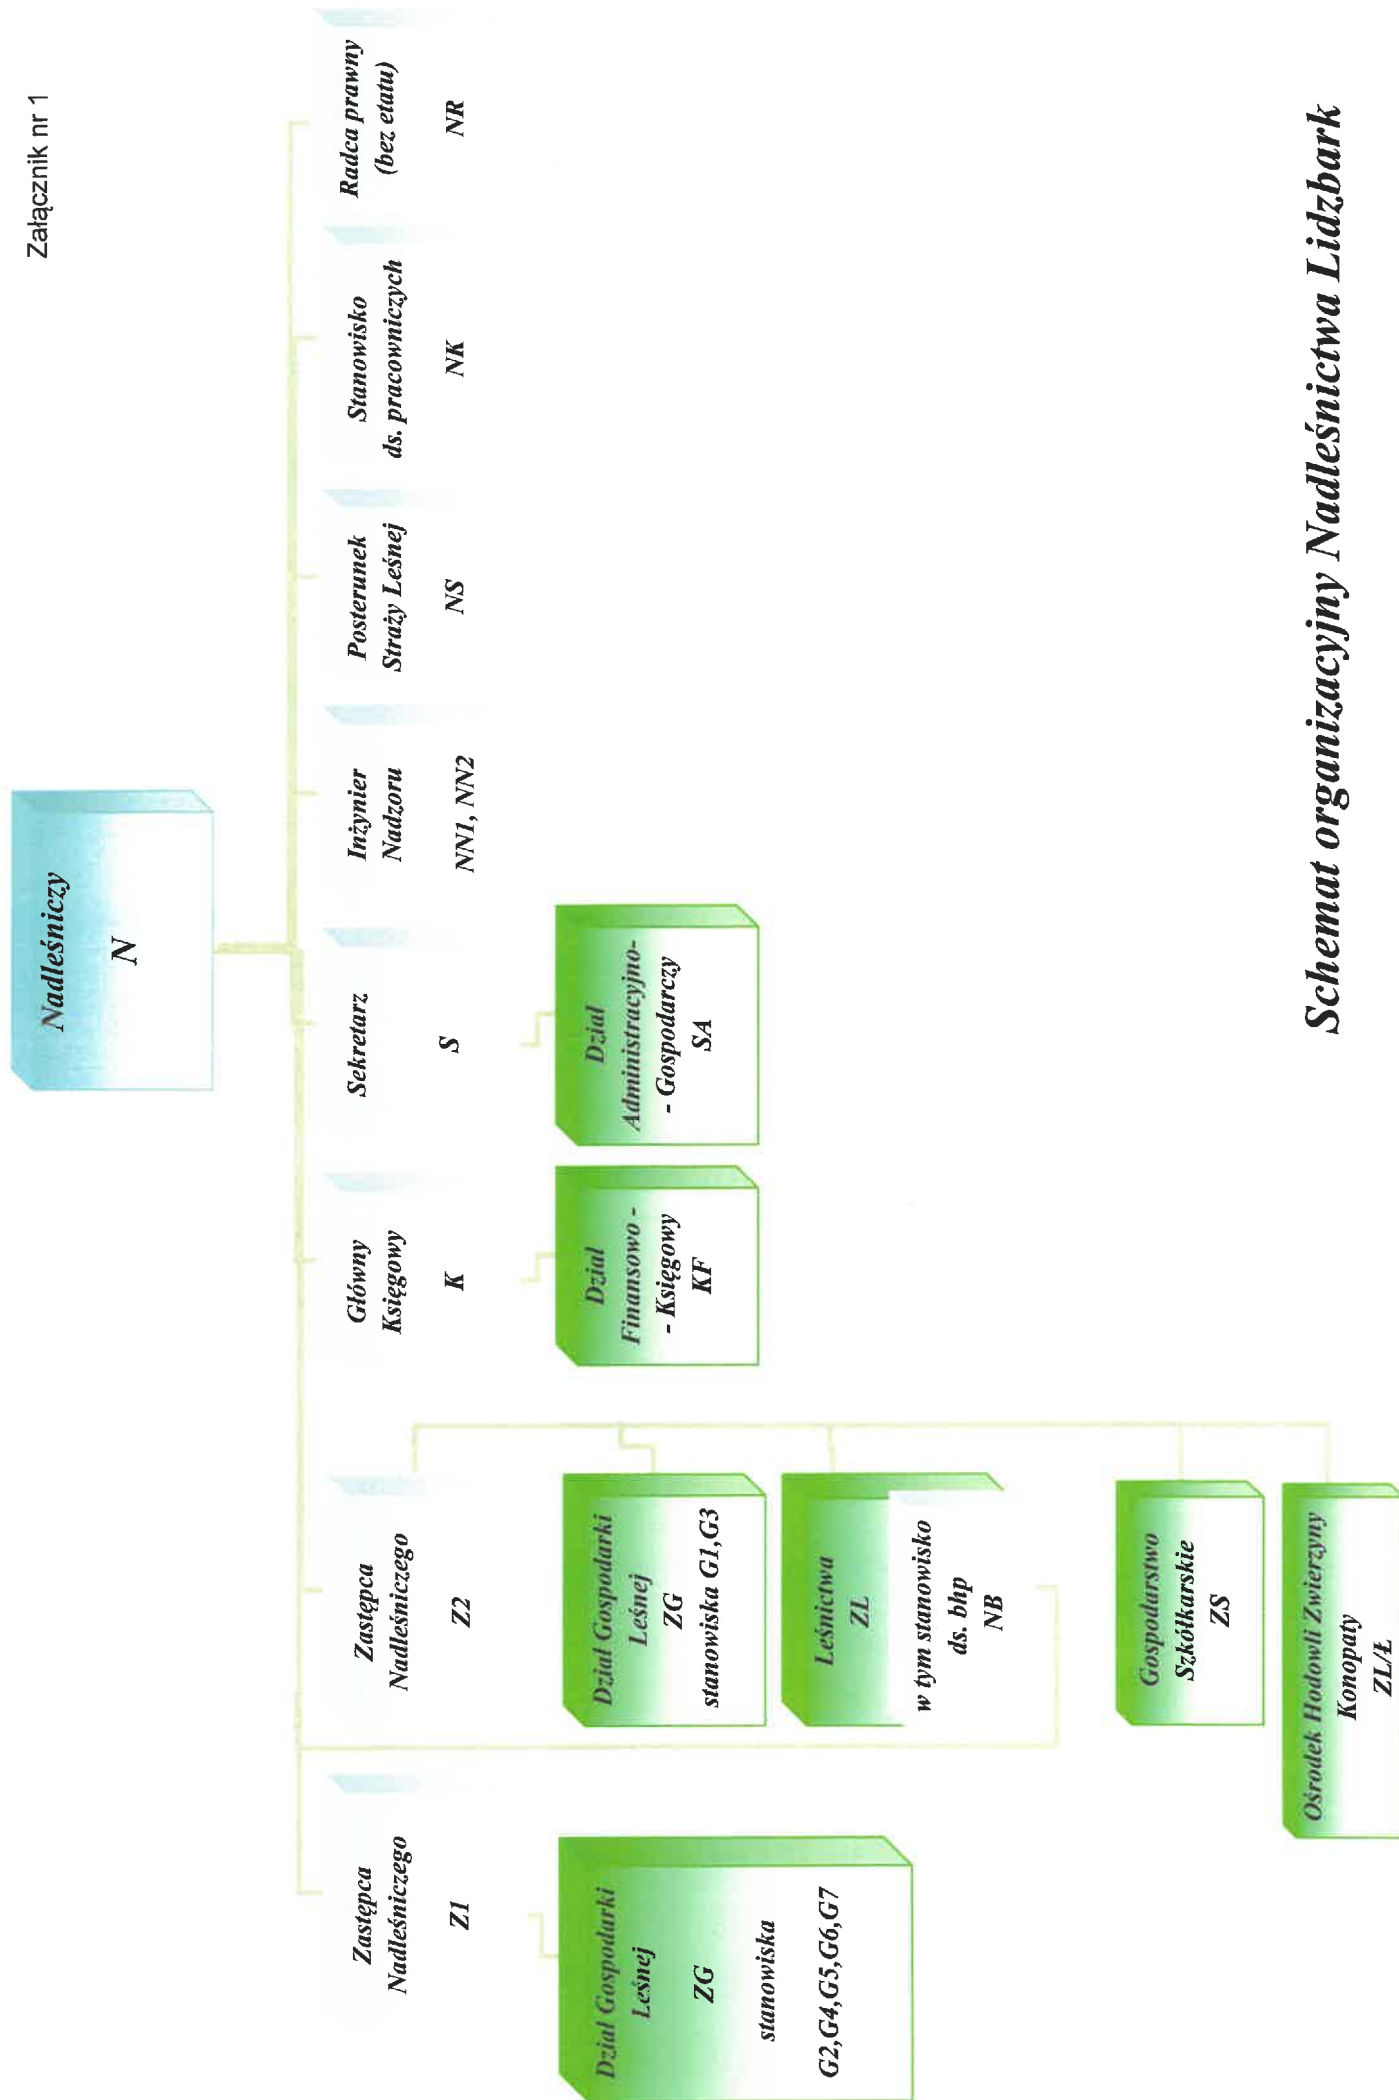 Załącznik nr 1
Nadleśniczy
N
Zastępca
Nadleśniczego
Z1
Zastępca
Nadleśniczego
Z2
Główny
Księgowy
K
Sekretarz
S
Inżynier
Nadzoru
NN1, NN2
Posterunek
Straży Leśnej
NS
Stanowisko
ds. pracowniczych
NK
Radca prawny
(bez etatu)
NR
Dział Gospodarki
Leśnej
ZG
stanowiska
G2,G4,G5,G6,G7
Dział Gospodarki
Leśnej
ZG
stanowiska G1,G3
Leśnictwa
ZL
w tym stanowisko
ds. bhp
NB
Gospodarstwo
Szkółkarskie
ZS
Ośrodek Hodowli Zwierzyny
Konopaty
ZL/Ł
Dział
Finansowo -
- Księgowy
KF
Dział
Administracyjno-
- Gospodarczy
SA
Schemat organizacyjny Nadleśnictwa Lidzbark